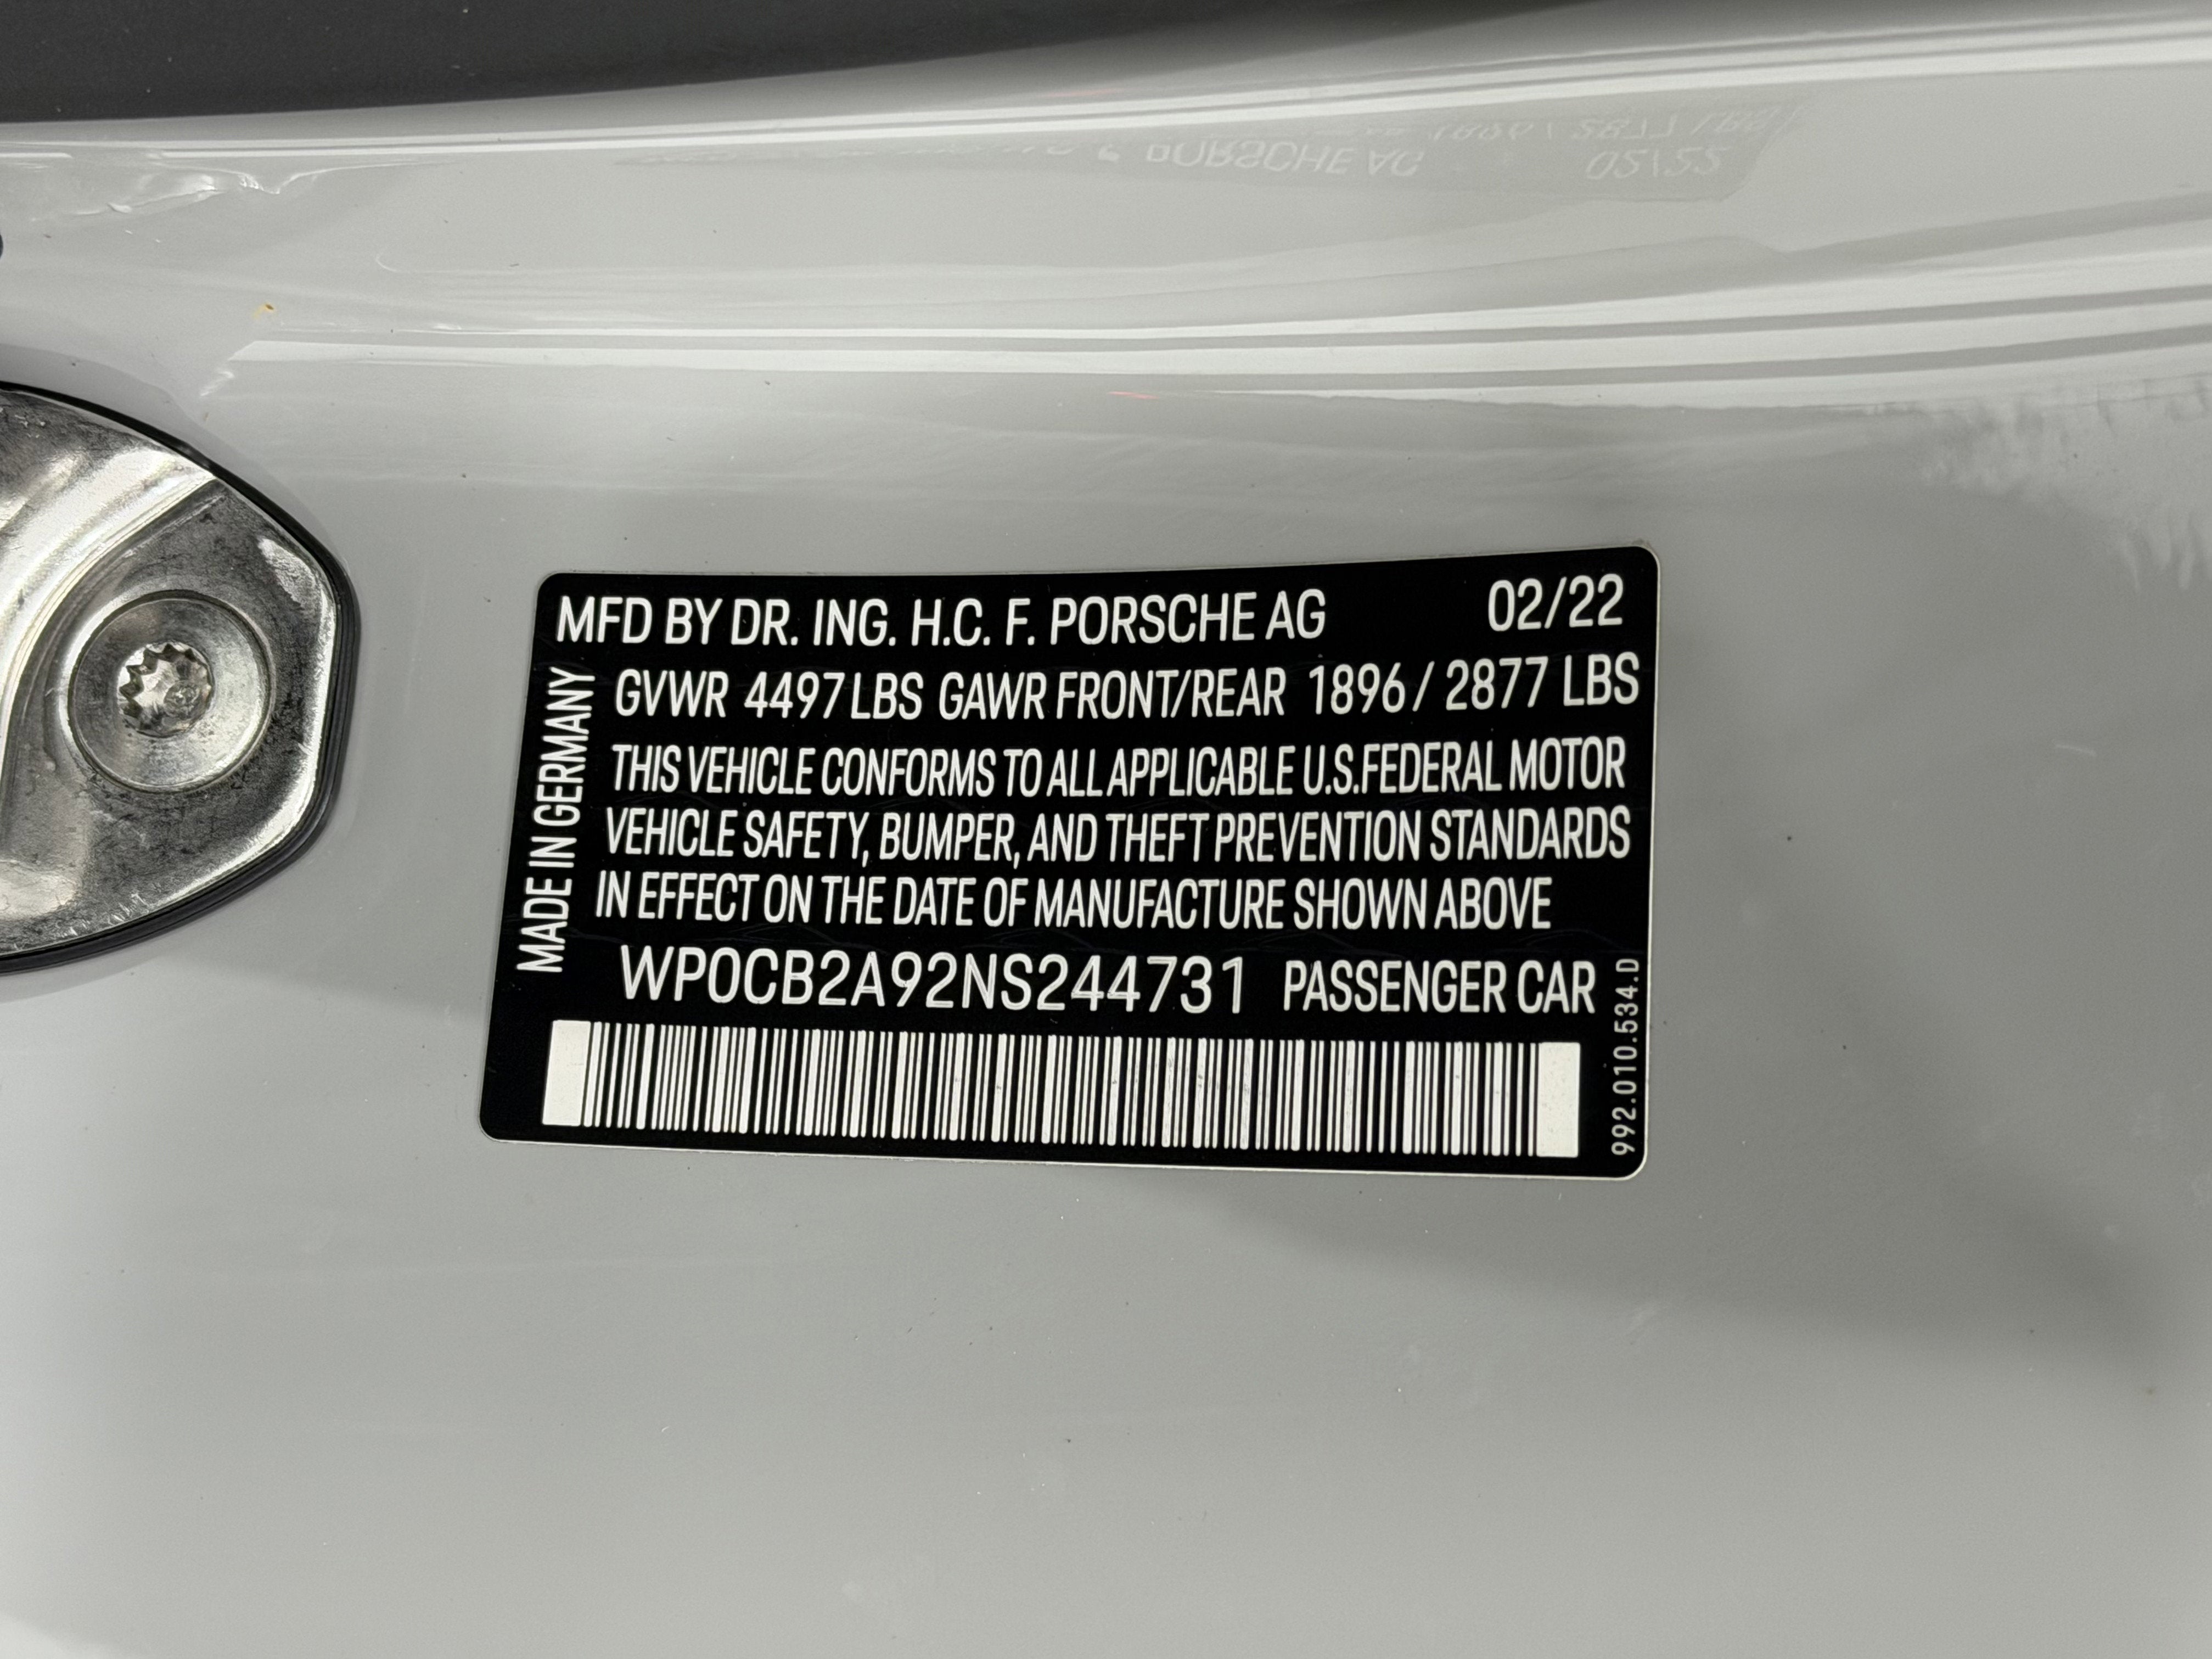 MFD BY DR. ING. H.C. F. PORSCHE AG 02/22
GVWR 4497 LBS GAWR FRONT/REAR 1896 / 2877 LBS
THIS VEHICLE CONFORMS TO ALL APPLICABLE U.S.FEDERAL MOTOR
VEHICLE SAFETY, BUMPER, AND THEFT PREVENTION STANDARDS
IN EFFECT ON THE DATE OF MANUFACTURE SHOWN ABOVE
WP0CB2A92NS244731 PASSENGER CAR
MADE IN GERMANY
992.010.534.D